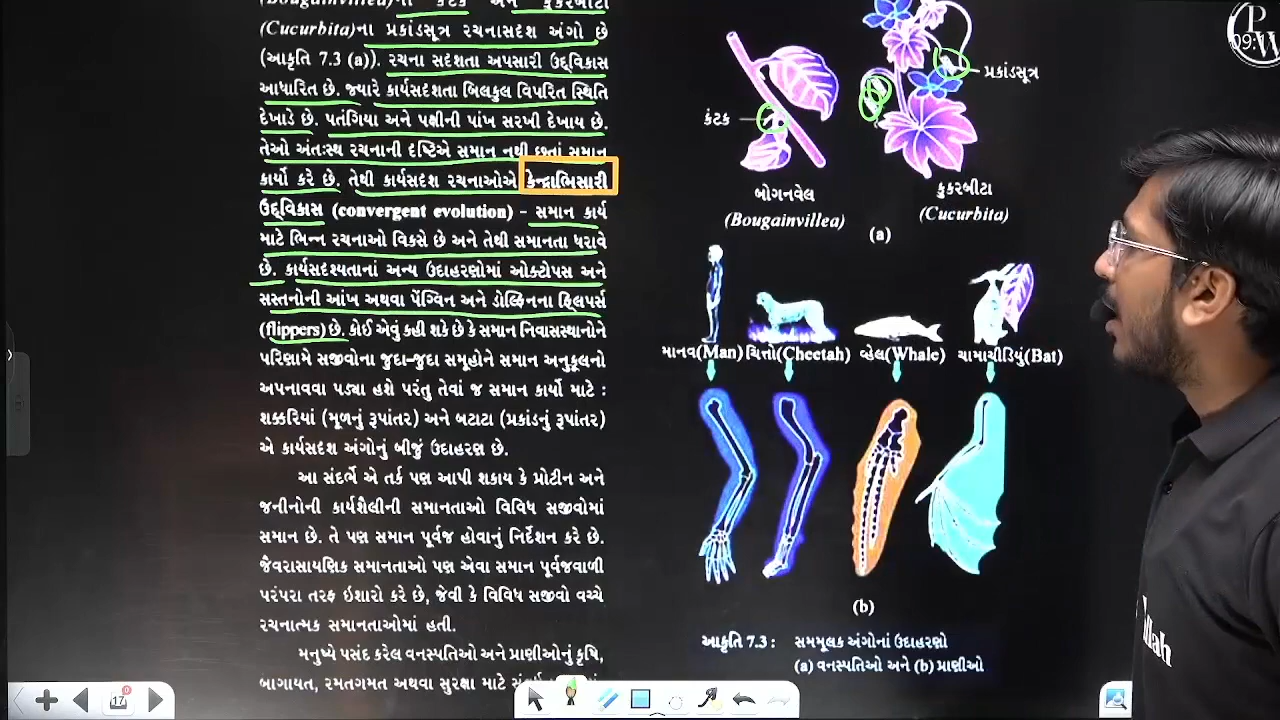 (Bougainvillea)ના કંટક અને કુકરબીટા
(Cucurbita)ના પ્રકાંડસૂત્ર રચનાસદશ અંગો છે
(આકૃતિ 7.3 (a)). રચના સદશતા અપસારી ઉદ્‌વિકાસ
આધારિત છે. જ્યારે કાર્યસદશતા બિલકુલ વિપરિત સ્થિતિ
દેખાડે છે. પતંગિયા અને પક્ષીની પાંખ સરખી દેખાય છે.
તેઓ અંતઃસ્થ રચનાની દષ્ટિએ સમાન નથી છતાં સમાન
કાર્યો કરે છે. તેથી કાર્યસદશ રચનાઓએ કેન્દ્રાભિસારી
ઉદ્‌વિકાસ (convergent evolution) - સમાન કાર્ય
માટે ભિન્ન રચનાઓ વિકસે છે અને તેથી સમાનતા ધરાવે
છે. કાર્યસદશ્યતાનાં અન્ય ઉદાહરણોમાં ઓક્ટોપસ અને
સસ્તનોની આંખ અથવા પેંગ્વિન અને ડોલ્ફિનના ફ્લિપર્સ
(flippers) છે. કોઈ એવું કહી શકે છે કે સમાન નિવાસસ્થાનોને
પરિણામે સજીવોના જુદા-જુદા સમૂહોને સમાન અનુકૂલનો
અપનાવવા પડ્યા હશે પરંતુ તેવાં જ સમાન કાર્યો માટે :
શક્કરિયાં (મૂળનું રૂપાંતર) અને બટાટા (પ્રકાંડનું રૂપાંતર)
એ કાર્યસદશ અંગોનું બીજું ઉદાહરણ છે.
આ સંદર્ભે એ તર્ક પણ આપી શકાય કે પ્રોટીન અને
જનીનોની કાર્યશૈલીની સમાનતાઓ વિવિધ સજીવોમાં
સમાન છે. તે પણ સમાન પૂર્વજ હોવાનું નિર્દેશન કરે છે.
જૈવરાસાયણિક સમાનતાઓ પણ એવા સમાન પૂર્વજવાળી
પરંપરા તરફ ઇશારો કરે છે, જેવી કે વિવિધ સજીવો વચ્ચે
રચનાત્મક સમાનતાઓમાં હતી.
મનુષ્યે પસંદ કરેલ વનસ્પતિઓ અને પ્રાણીઓનું કૃષિ,
બાગાયત, રમતગમત અથવા સુરક્ષા માટે
કંટક
પ્રકાંડસૂત્ર
બોગનવેલ
(Bougainvillea)
કુકરબીટા
(Cucurbita)
(a)
માનવ(Man) ચિત્તો(Cheetah) વ્હેલ(Whale) ચામાચીડિયું(Bat)
(b)
આકૃતિ 7.3 : સમમૂલક અંગોનાં ઉદાહરણો
(a) વનસ્પતિઓ અને (b) પ્રાણીઓ
PW
17